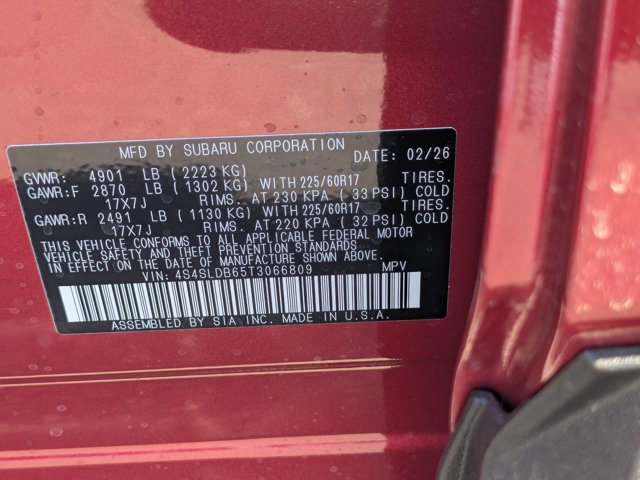 MFD BY SUBARU CORPORATION
DATE: 02/26
GVWR: 4901 LB (2223 KG)
GAWR:F 2870 LB (1302 KG) WITH 225/60R17 TIRES.
17X7J RIMS. AT 230 KPA (33 PSI) COLD
GAWR:R 2491 LB (1130 KG) WITH 225/60R17 TIRES.
17X7J RIMS. AT 220 KPA (32 PSI) COLD
THIS VEHICLE CONFORMS TO ALL APPLICABLE FEDERAL MOTOR
VEHICLE SAFETY AND THEFT PREVENTION STANDARDS
IN EFFECT ON THE DATE OF MANUFACTURE SHOWN ABOVE.
VIN: 4S4SLDB65T3066809 MPV
ASSEMBLED BY SIA INC. MADE IN U.S.A.